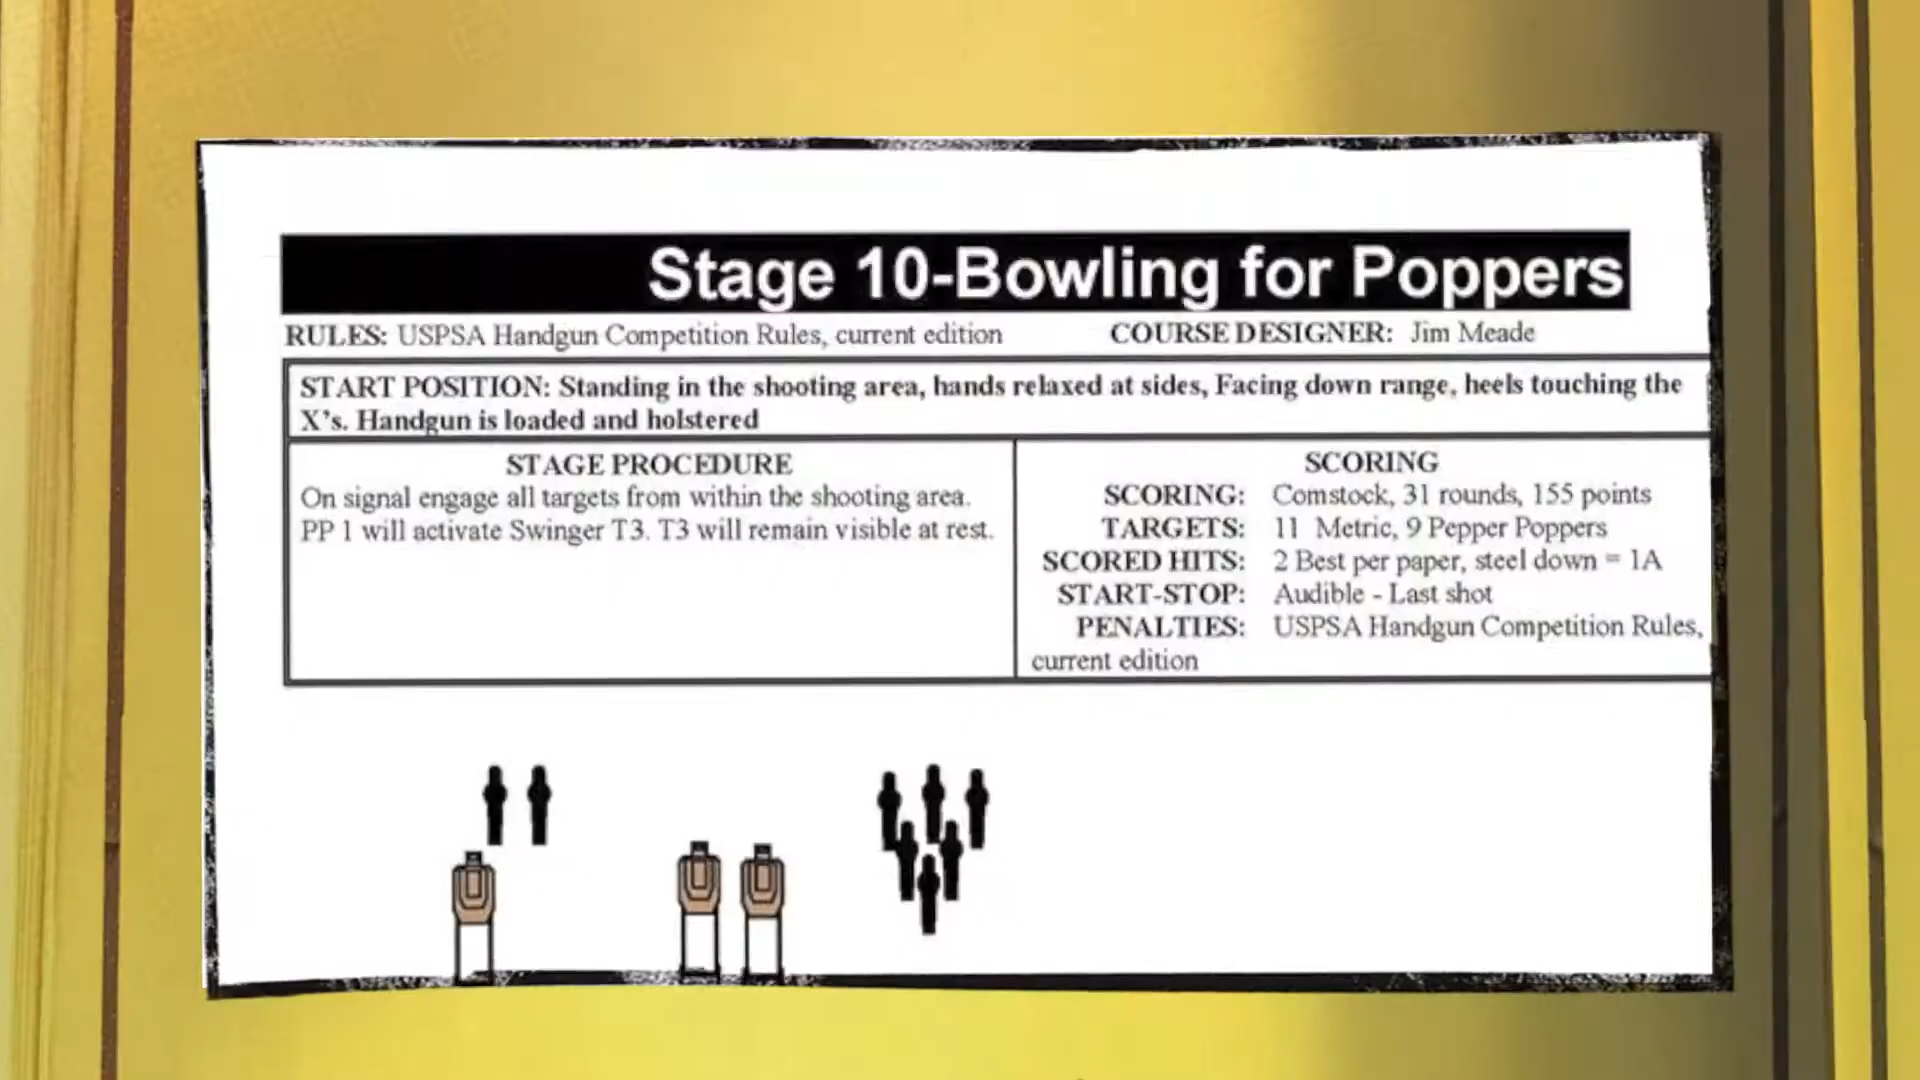 Stage 10-Bowling for Poppers
RULES: USPSA Handgun Competition Rules, current edition COURSE DESIGNER: Jim Meade
START POSITION: Standing in the shooting area, hands relaxed at sides, Facing down range, heels touching the
X's. Handgun is loaded and holstered
STAGE PROCEDURE
On signal engage all targets from within the shooting area.
PP 1 will activate Swinger T3. T3 will remain visible at rest.
SCORING
SCORING: Comstock, 31 rounds, 155 points
TARGETS: 11 Metric, 9 Pepper Poppers
SCORED HITS: 2 Best per paper, steel down = 1A
START-STOP: Audible - Last shot
PENALTIES: USPSA Handgun Competition Rules,
current edition